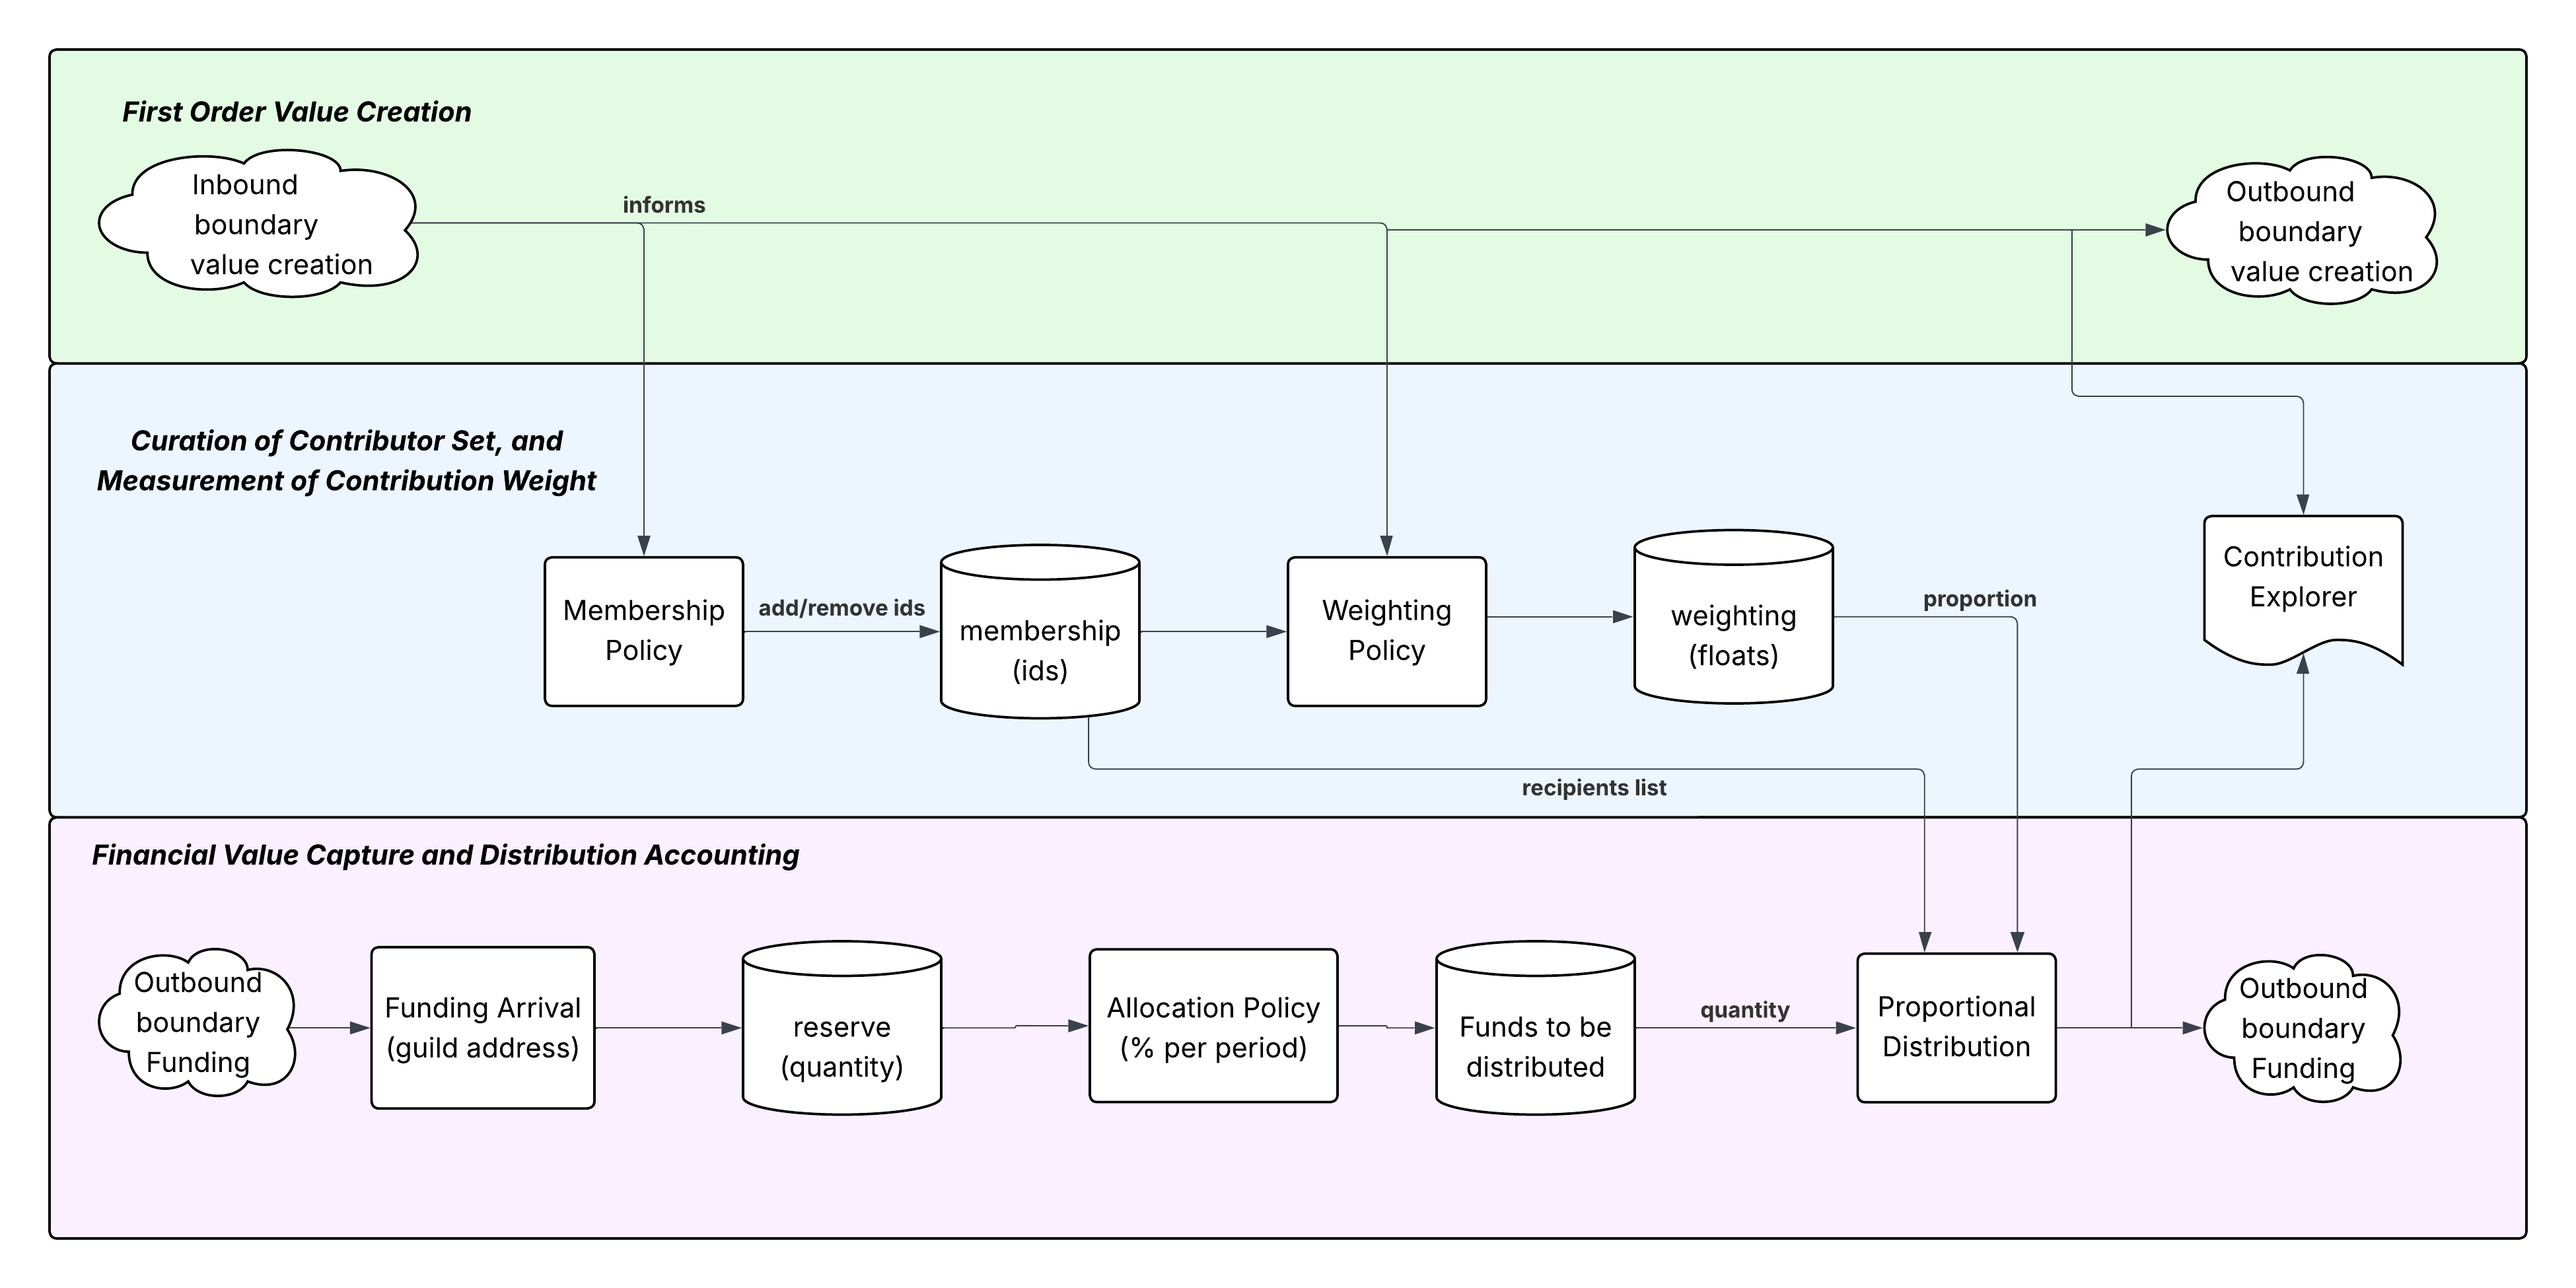 First Order Value Creation
Inbound
boundary
value creation
informs
Outbound
boundary
value creation
Curation of Contributor Set, and
Measurement of Contribution Weight
Membership
Policy
add/remove ids
membership
(ids)
Weighting
Policy
weighting
(floats)
proportion
Contribution
Explorer
recipients list
Financial Value Capture and Distribution Accounting
Outbound
boundary
Funding
Funding Arrival
(guild address)
reserve
(quantity)
Allocation Policy
(% per period)
Funds to be
distributed
quantity
Proportional
Distribution
Outbound
boundary
Funding